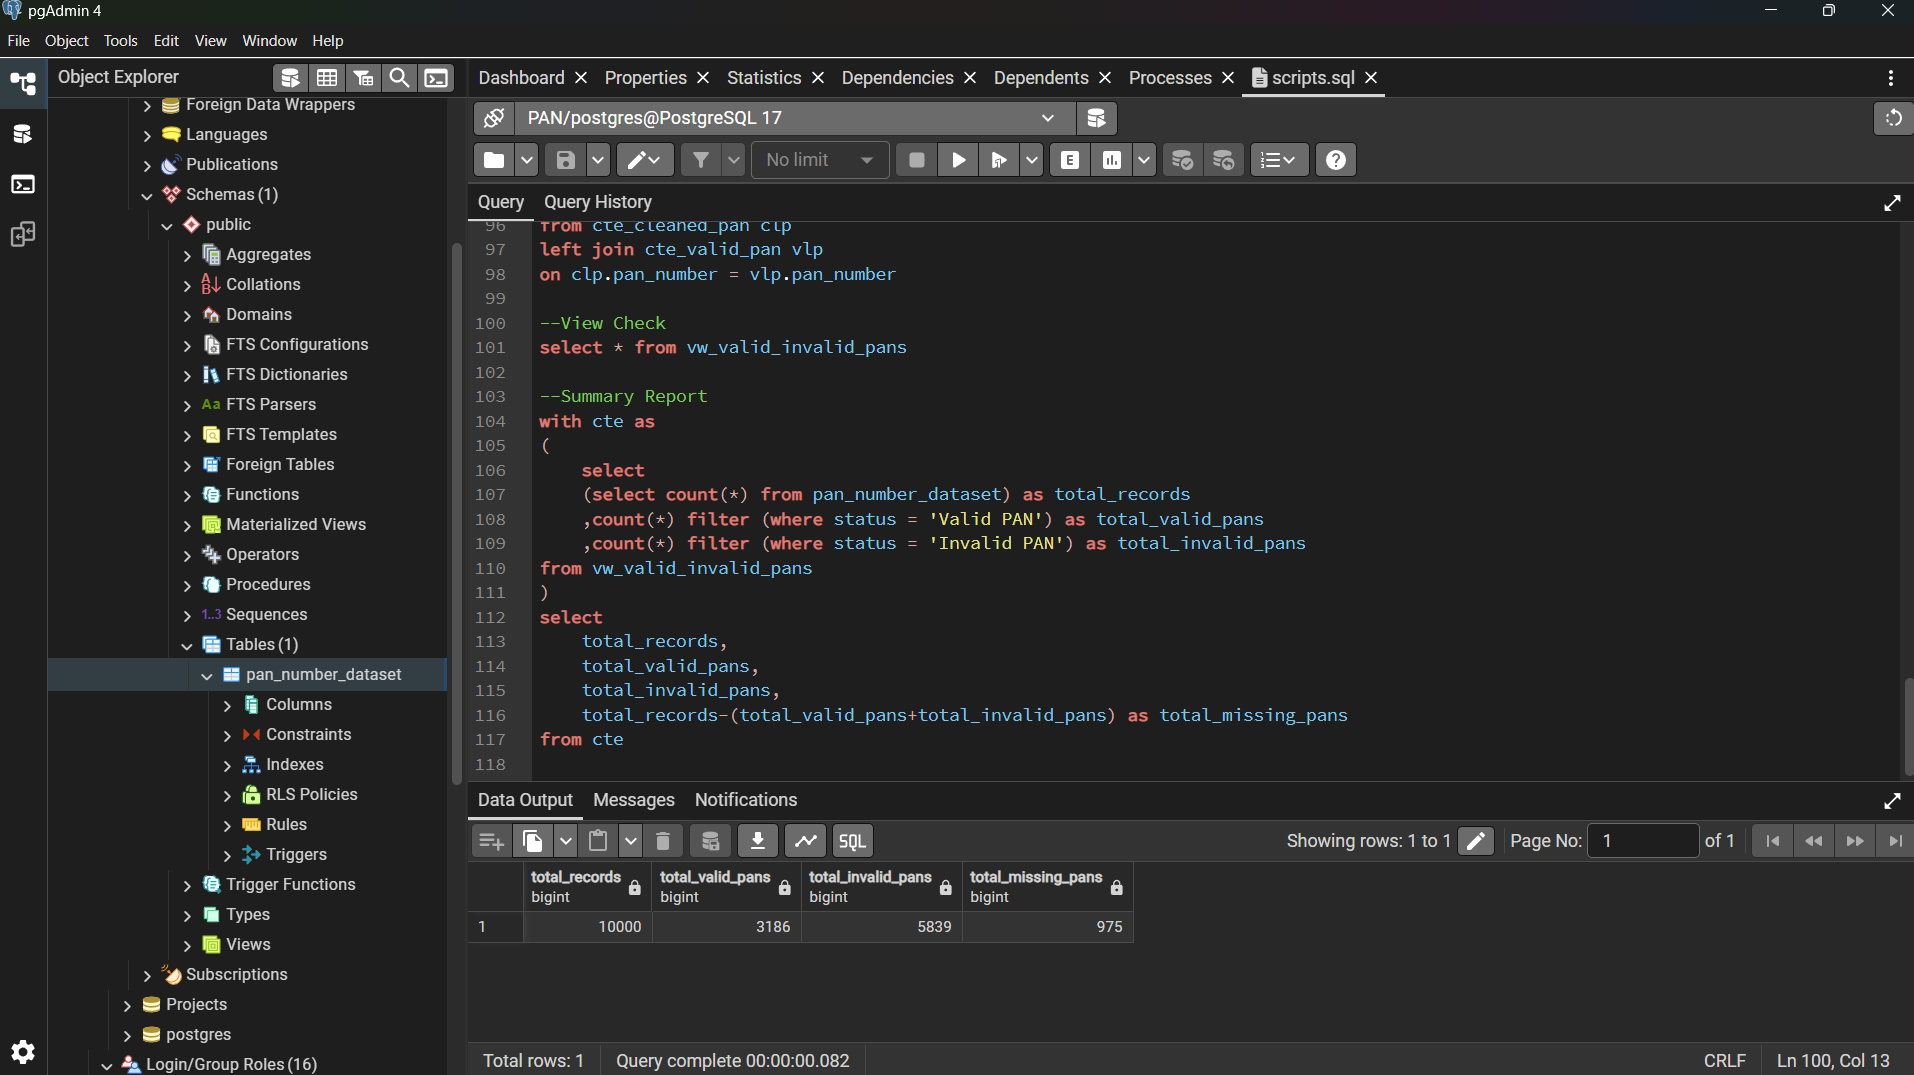 pgAdmin 4
File Object Tools Edit View Window Help
Object Explorer
Foreign Data Wrappers
Languages
Publications
Schemas (1)
public
Aggregates
Collations
Domains
FTS Configurations
FTS Dictionaries
Aa FTS Parsers
FTS Templates
Foreign Tables
Functions
Materialized Views
Operators
Procedures
1..3 Sequences
Tables (1)
pan_number_dataset
Columns
Constraints
Indexes
RLS Policies
Rules
Triggers
Trigger Functions
Types
Views
Subscriptions
Projects
postgres
Login/Group Roles (16)
Dashboard Properties Statistics Dependencies Dependents Processes scripts.sql
PAN/postgres@PostgreSQL 17
No limit E
Query Query History
96 from cte_cleaned_pan clp
97 left join cte_valid_pan vlp
98 on clp.pan_number = vlp.pan_number
99
100 --View Check
101 select * from vw_valid_invalid_pans
102
103 --Summary Report
104 with cte as
105 (
106 select
107 (select count(*) from pan_number_dataset) as total_records
108 ,count(*) filter (where status = 'Valid PAN') as total_valid_pans
109 ,count(*) filter (where status = 'Invalid PAN') as total_invalid_pans
110 from vw_valid_invalid_pans
111 )
112 select
113 total_records,
114 total_valid_pans,
115 total_invalid_pans,
116 total_records-(total_valid_pans+total_invalid_pans) as total_missing_pans
117 from cte
118
Data Output Messages Notifications
SQL Showing rows: 1 to 1 Page No: 1 of 1
total_records total_valid_pans total_invalid_pans total_missing_pans
bigint bigint bigint bigint
1 10000 3186 5839 975
Total rows: 1 Query complete 00:00:00.082 CRLF Ln 100, Col 13